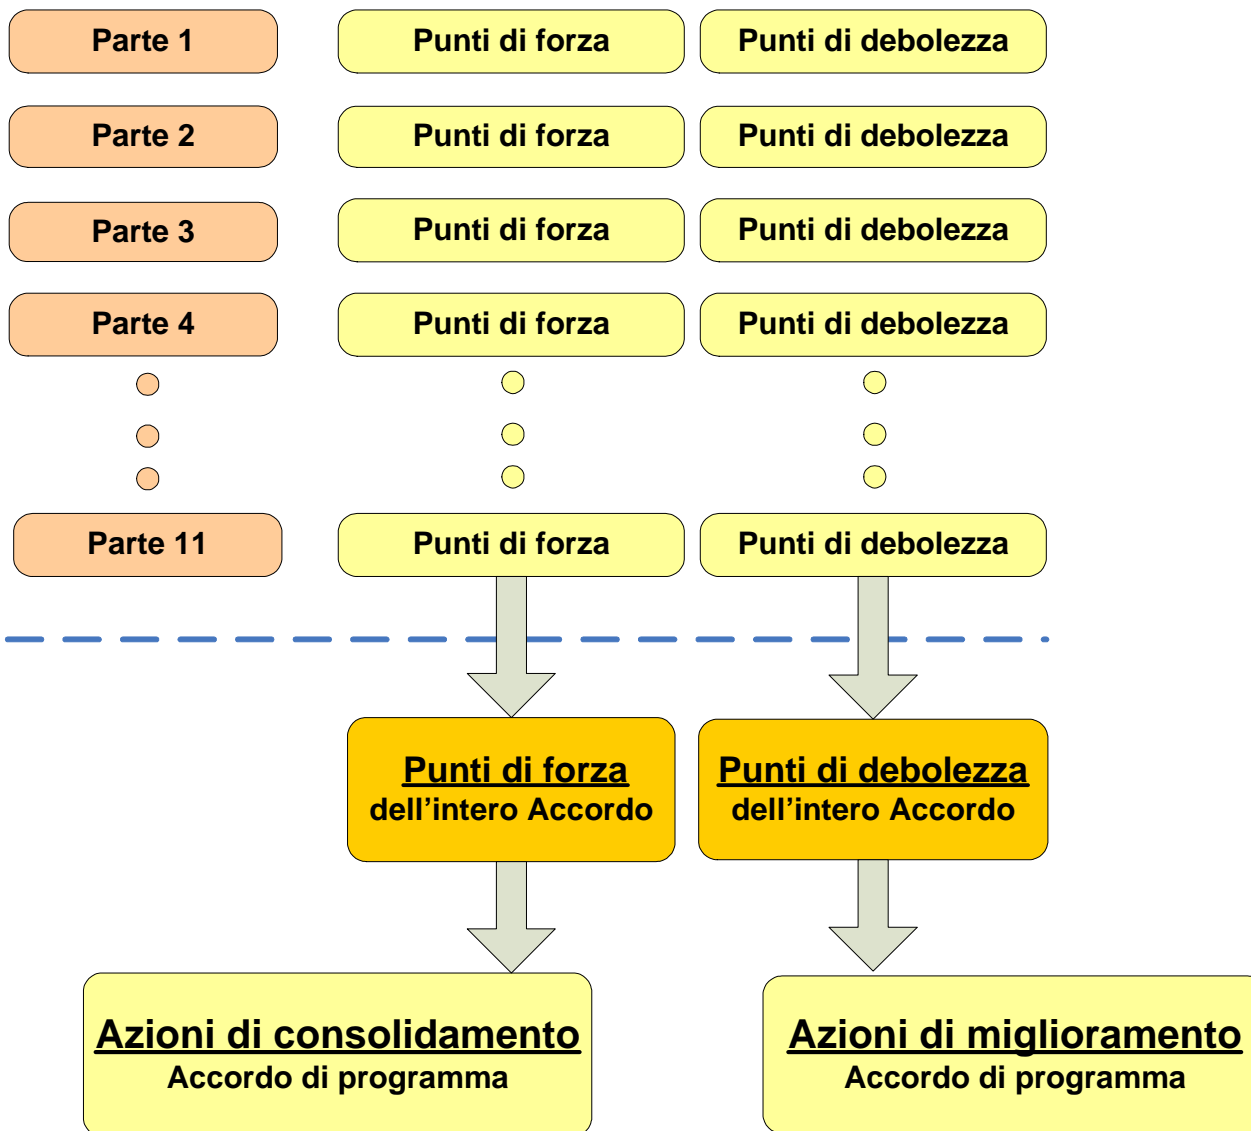 Parte 1
Punti di forza
Punti di debolezza
Parte 2
Punti di forza
Punti di debolezza
Parte 3
Punti di forza
Punti di debolezza
Parte 4
Punti di forza
Punti di debolezza
Parte 11
Punti di forza
Punti di debolezza
Punti di forza
dell’intero Accordo
Punti di debolezza
dell’intero Accordo
Azioni di consolidamento
Accordo di programma
Azioni di miglioramento
Accordo di programma